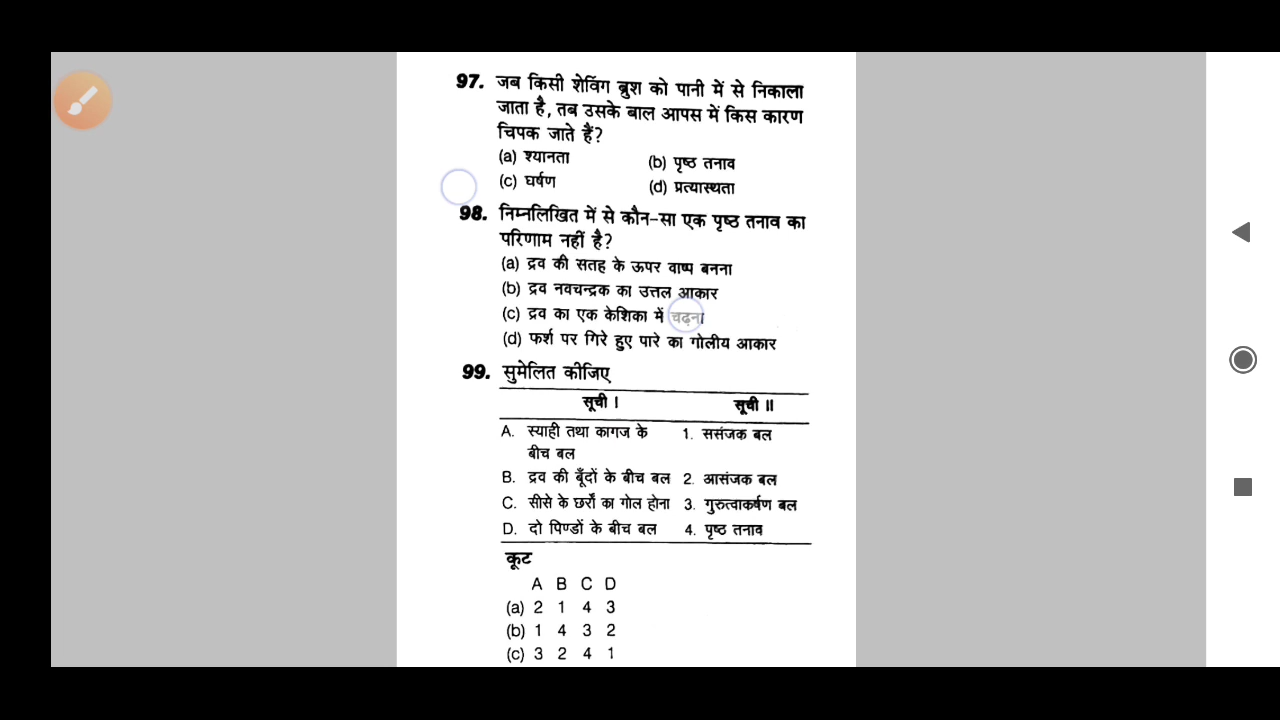 97. जब किसी शेविंग ब्रुश को पानी में से निकाला
जाता है, तब उसके बाल आपस में किस कारण
चिपक जाते हैं?
(a) श्यानता (b) पृष्ठ तनाव
(c) घर्षण (d) प्रत्यास्थता
98. निम्नलिखित में से कौन-सा एक पृष्ठ तनाव का
परिणाम नहीं है?
(a) द्रव की सतह के ऊपर वाष्प बनना
(b) द्रव नवचन्द्रक का उत्तल आकार
(c) द्रव का एक केशिका में चढ़ना
(d) फर्श पर गिरे हुए पारे का गोलीय आकार
99. सुमेलित कीजिए
सूची I सूची II
A. स्याही तथा कागज के 1. ससंजक बल
बीच बल
B. द्रव की बूँदों के बीच बल 2. आसंजक बल
C. सीसे के छर्रों का गोल होना 3. गुरुत्वाकर्षण बल
D. दो पिण्डों के बीच बल 4. पृष्ठ तनाव
कूट
A B C D
(a) 2 1 4 3
(b) 1 4 3 2
(c) 3 2 4 1